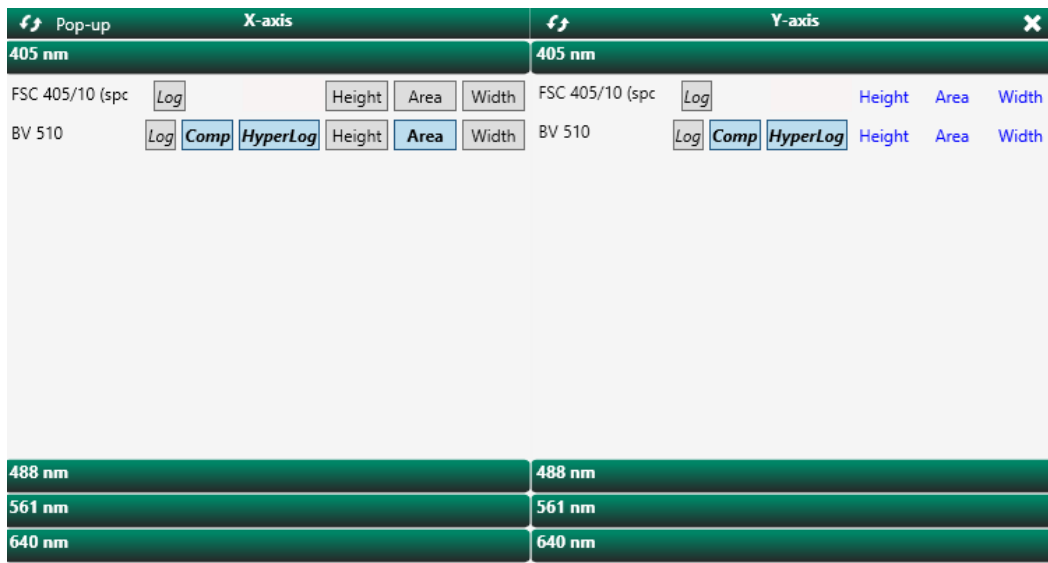 Pop-up X-axis Y-axis
405 nm 405 nm
FSC 405/10 (spc Log Height Area Width FSC 405/10 (spc Log Height Area Width
BV 510 Log Comp HyperLog Height Area Width BV 510 Log Comp HyperLog Height Area Width
488 nm 488 nm
561 nm 561 nm
640 nm 640 nm